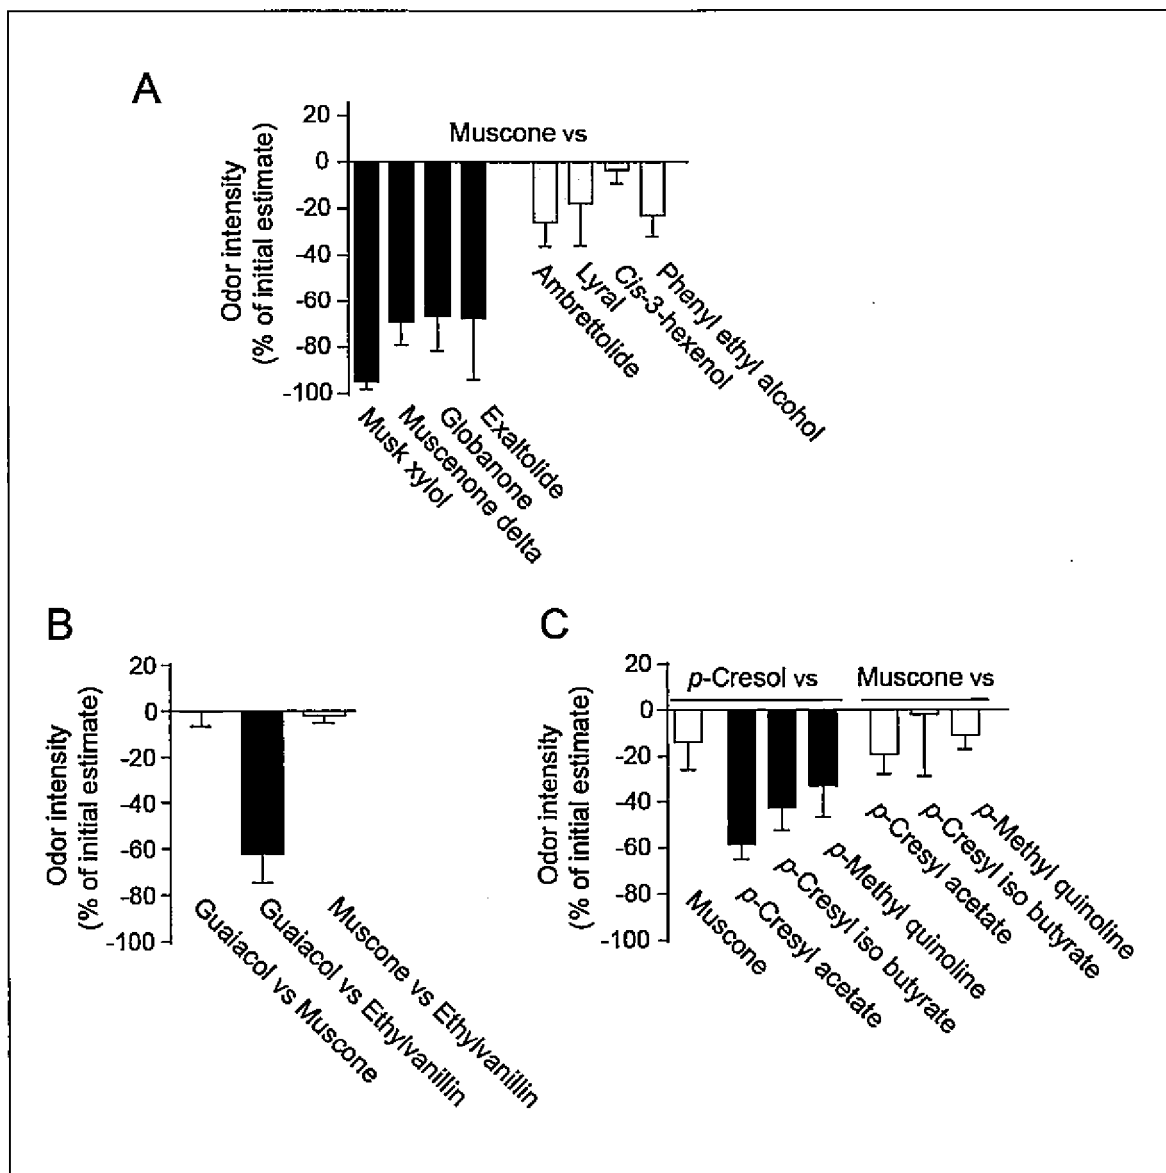 A
Odor intensity
(% of initial estimate)
20
0
-20
-40
-60
-80
-100
Muscone vs
Musk xylol
Muscenone delta
Globanone
Exaltolide
Ambrettolide
Lyral
Cis-3-hexenol
Phenyl ethyl alcohol
B
Odor intensity
(% of initial estimate)
20
0
-20
-40
-60
-80
-100
Guaiacol vs Muscone
Guaiacol vs Ethylvanillin
Muscone vs Ethylvanillin
C
Odor intensity
(% of initial estimate)
20
0
-20
-40
-60
-80
-100
p-Cresol vs
Muscone vs
Muscone
p-Cresyl acetate
p-Cresyl iso butyrate
p-Methyl quinoline
p-Cresyl acetate
p-Cresyl iso butyrate
p-Methyl quinoline